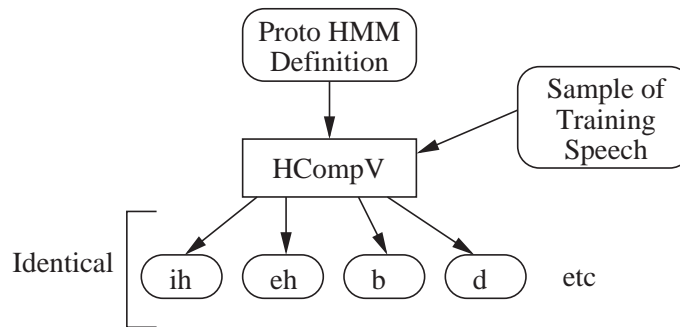 Proto HMM
Definition
Sample of
Training
Speech
HCompV
Identical
ih eh b d etc